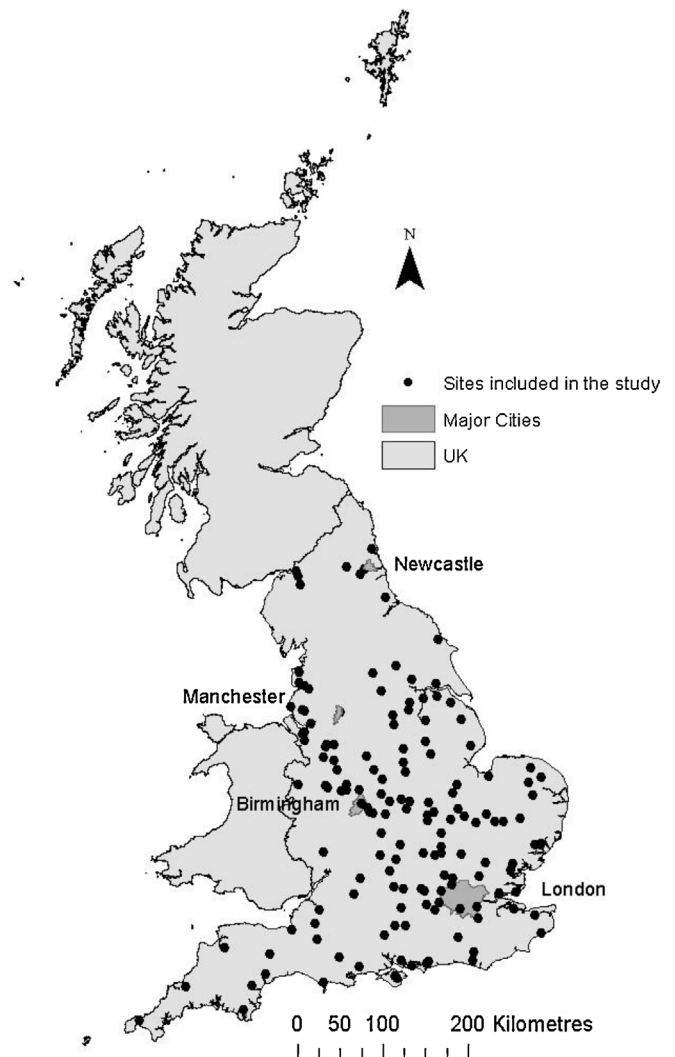 N
Sites included in the study
Major Cities
UK
Newcastle
Manchester
Birmingham
London
0 50 100 200 Kilometres